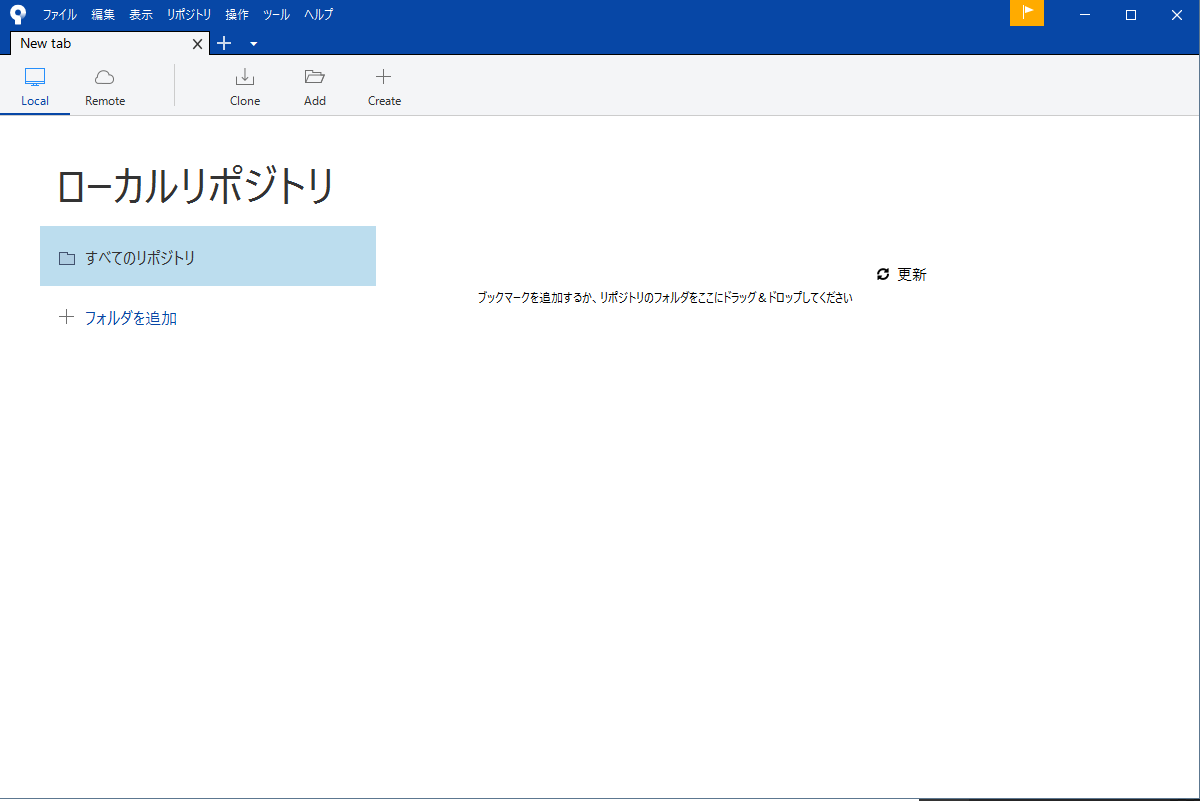 ファイル 編集 表示 リポジトリ 操作 ツール ヘルプ
New tab
Local Remote Clone Add Create
ローカルリポジトリ
すべてのリポジトリ
フォルダを追加
更新
ブックマークを追加するか、リポジトリのフォルダをここにドラッグ&ドロップしてください